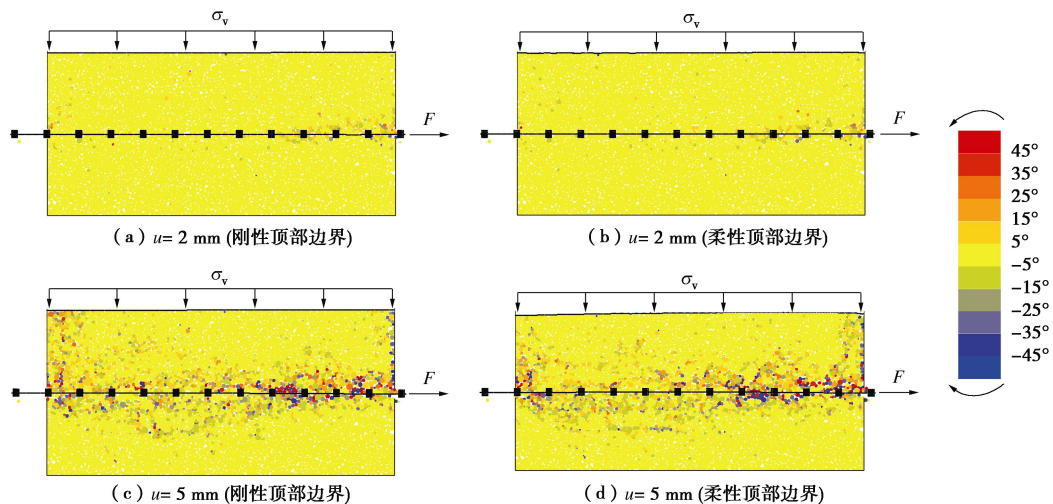 σv
σv
F
F
（a）u= 2 mm (刚性顶部边界)
（b）u= 2 mm (柔性顶部边界)
σv
σv
F
F
（c）u= 5 mm (刚性顶部边界)
（d）u= 5 mm (柔性顶部边界)
45°
35°
25°
15°
5°
−5°
−15°
−25°
−35°
−45°